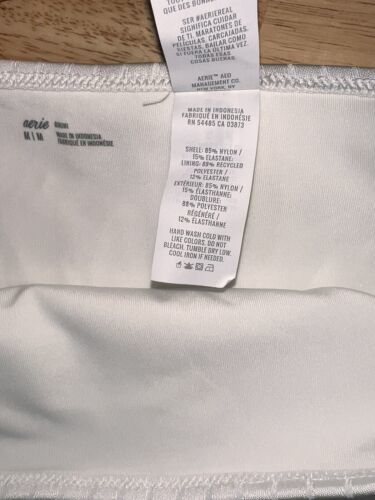 QUE DES BONNES
SER #AERIEREAL
SIGNIFICA CUIDAR
DE TI. MARATONES DE
PELÍCULAS. CARCAJADAS.
SIESTAS. BAILAR COMO
SI FUERA LA ÚLTIMA VEZ.
TODAS ESAS
COSAS BUENAS.
AERIE™ AEO
MANAGEMENT CO.
NEW YORK, NY
MADE IN INDONESIA
FABRIQUÉ EN INDONÉSIE
RN 54485 CA 03873
SHELL: 85% NYLON /
15% ELASTANE;
LINING: 88% RECYCLED
POLYESTER /
12% ELASTANE
EXTÉRIEUR: 85% NYLON /
15% ÉLASTHANNE;
DOUBLURE:
88% POLYESTER
RÉGÉNÉRÉ /
12% ÉLASTHANNE
HAND WASH COLD WITH
LIKE COLORS. DO NOT
BLEACH. TUMBLE DRY LOW.
COOL IRON IF NEEDED.
aerie BIKINI
M | M MADE IN INDONESIA
FABRIQUÉ EN INDONÉSIE